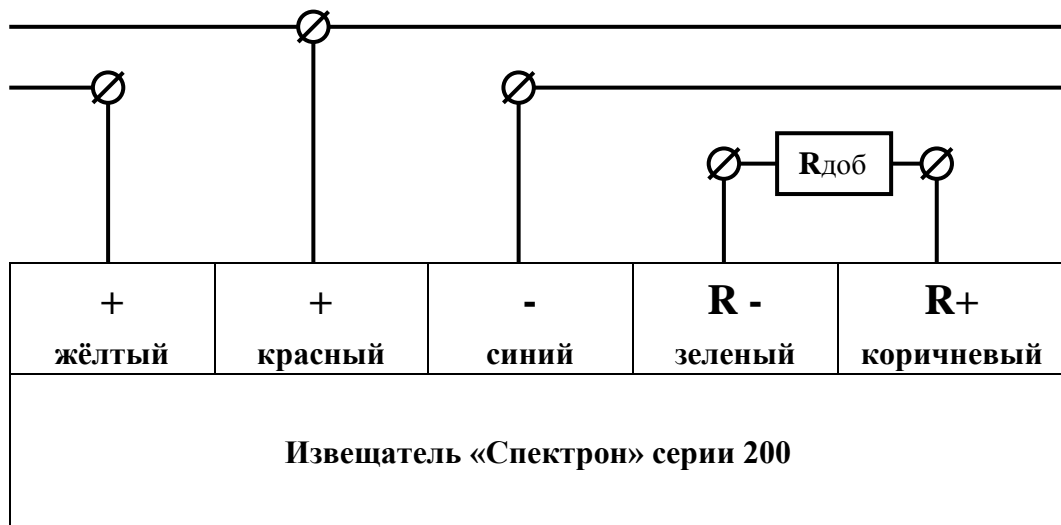 Rдоб
+ + - R - R+
жёлтый красный синий зеленый коричневый
Извещатель «Спектрон» серии 200